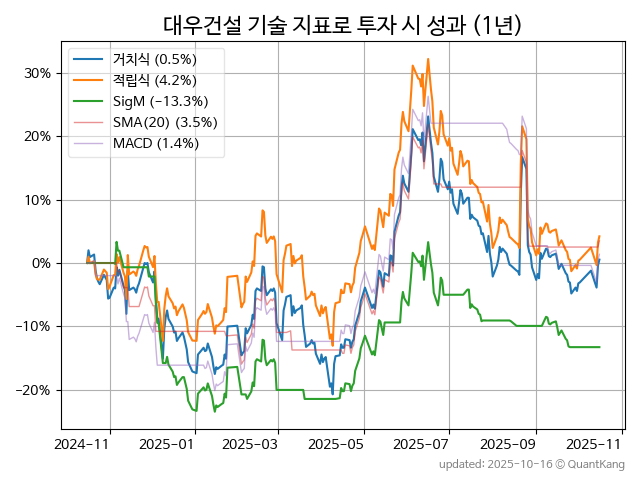 대우건설 기술 지표로 투자 시 성과 (1년)
거치식 (0.5%)
적립식 (4.2%)
SigM (−13.3%)
SMA(20) (3.5%)
MACD (1.4%)
30%
20%
10%
0%
−10%
−20%
2024-11 2025-01 2025-03 2025-05 2025-07 2025-09 2025-11
updated: 2025-10-16 © QuantKang